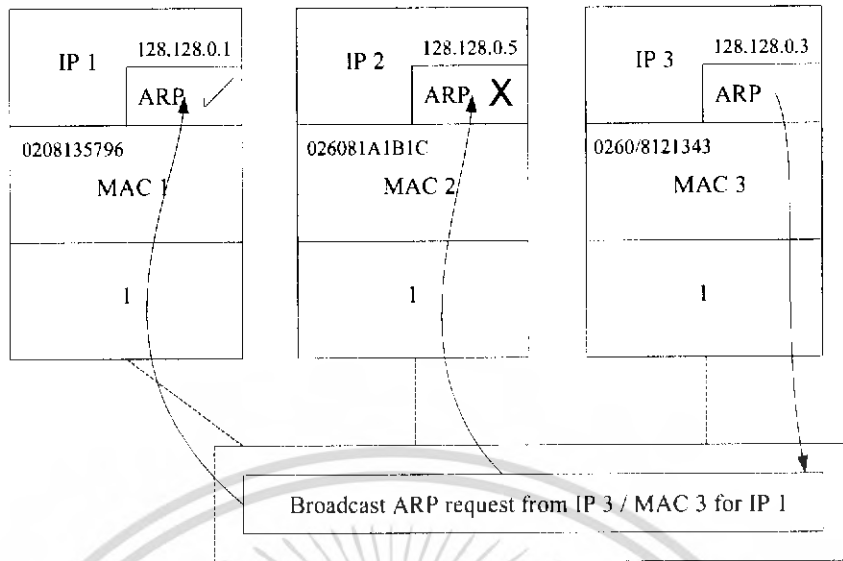 IP 1
128.128.0.1
ARP
0208135796
MAC 1
1
IP 2
128.128.0.5
ARP X
026081A1B1C
MAC 2
1
IP 3
128.128.0.3
ARP
0260/8121343
MAC 3
1
Broadcast ARP request from IP 3 / MAC 3 for IP 1